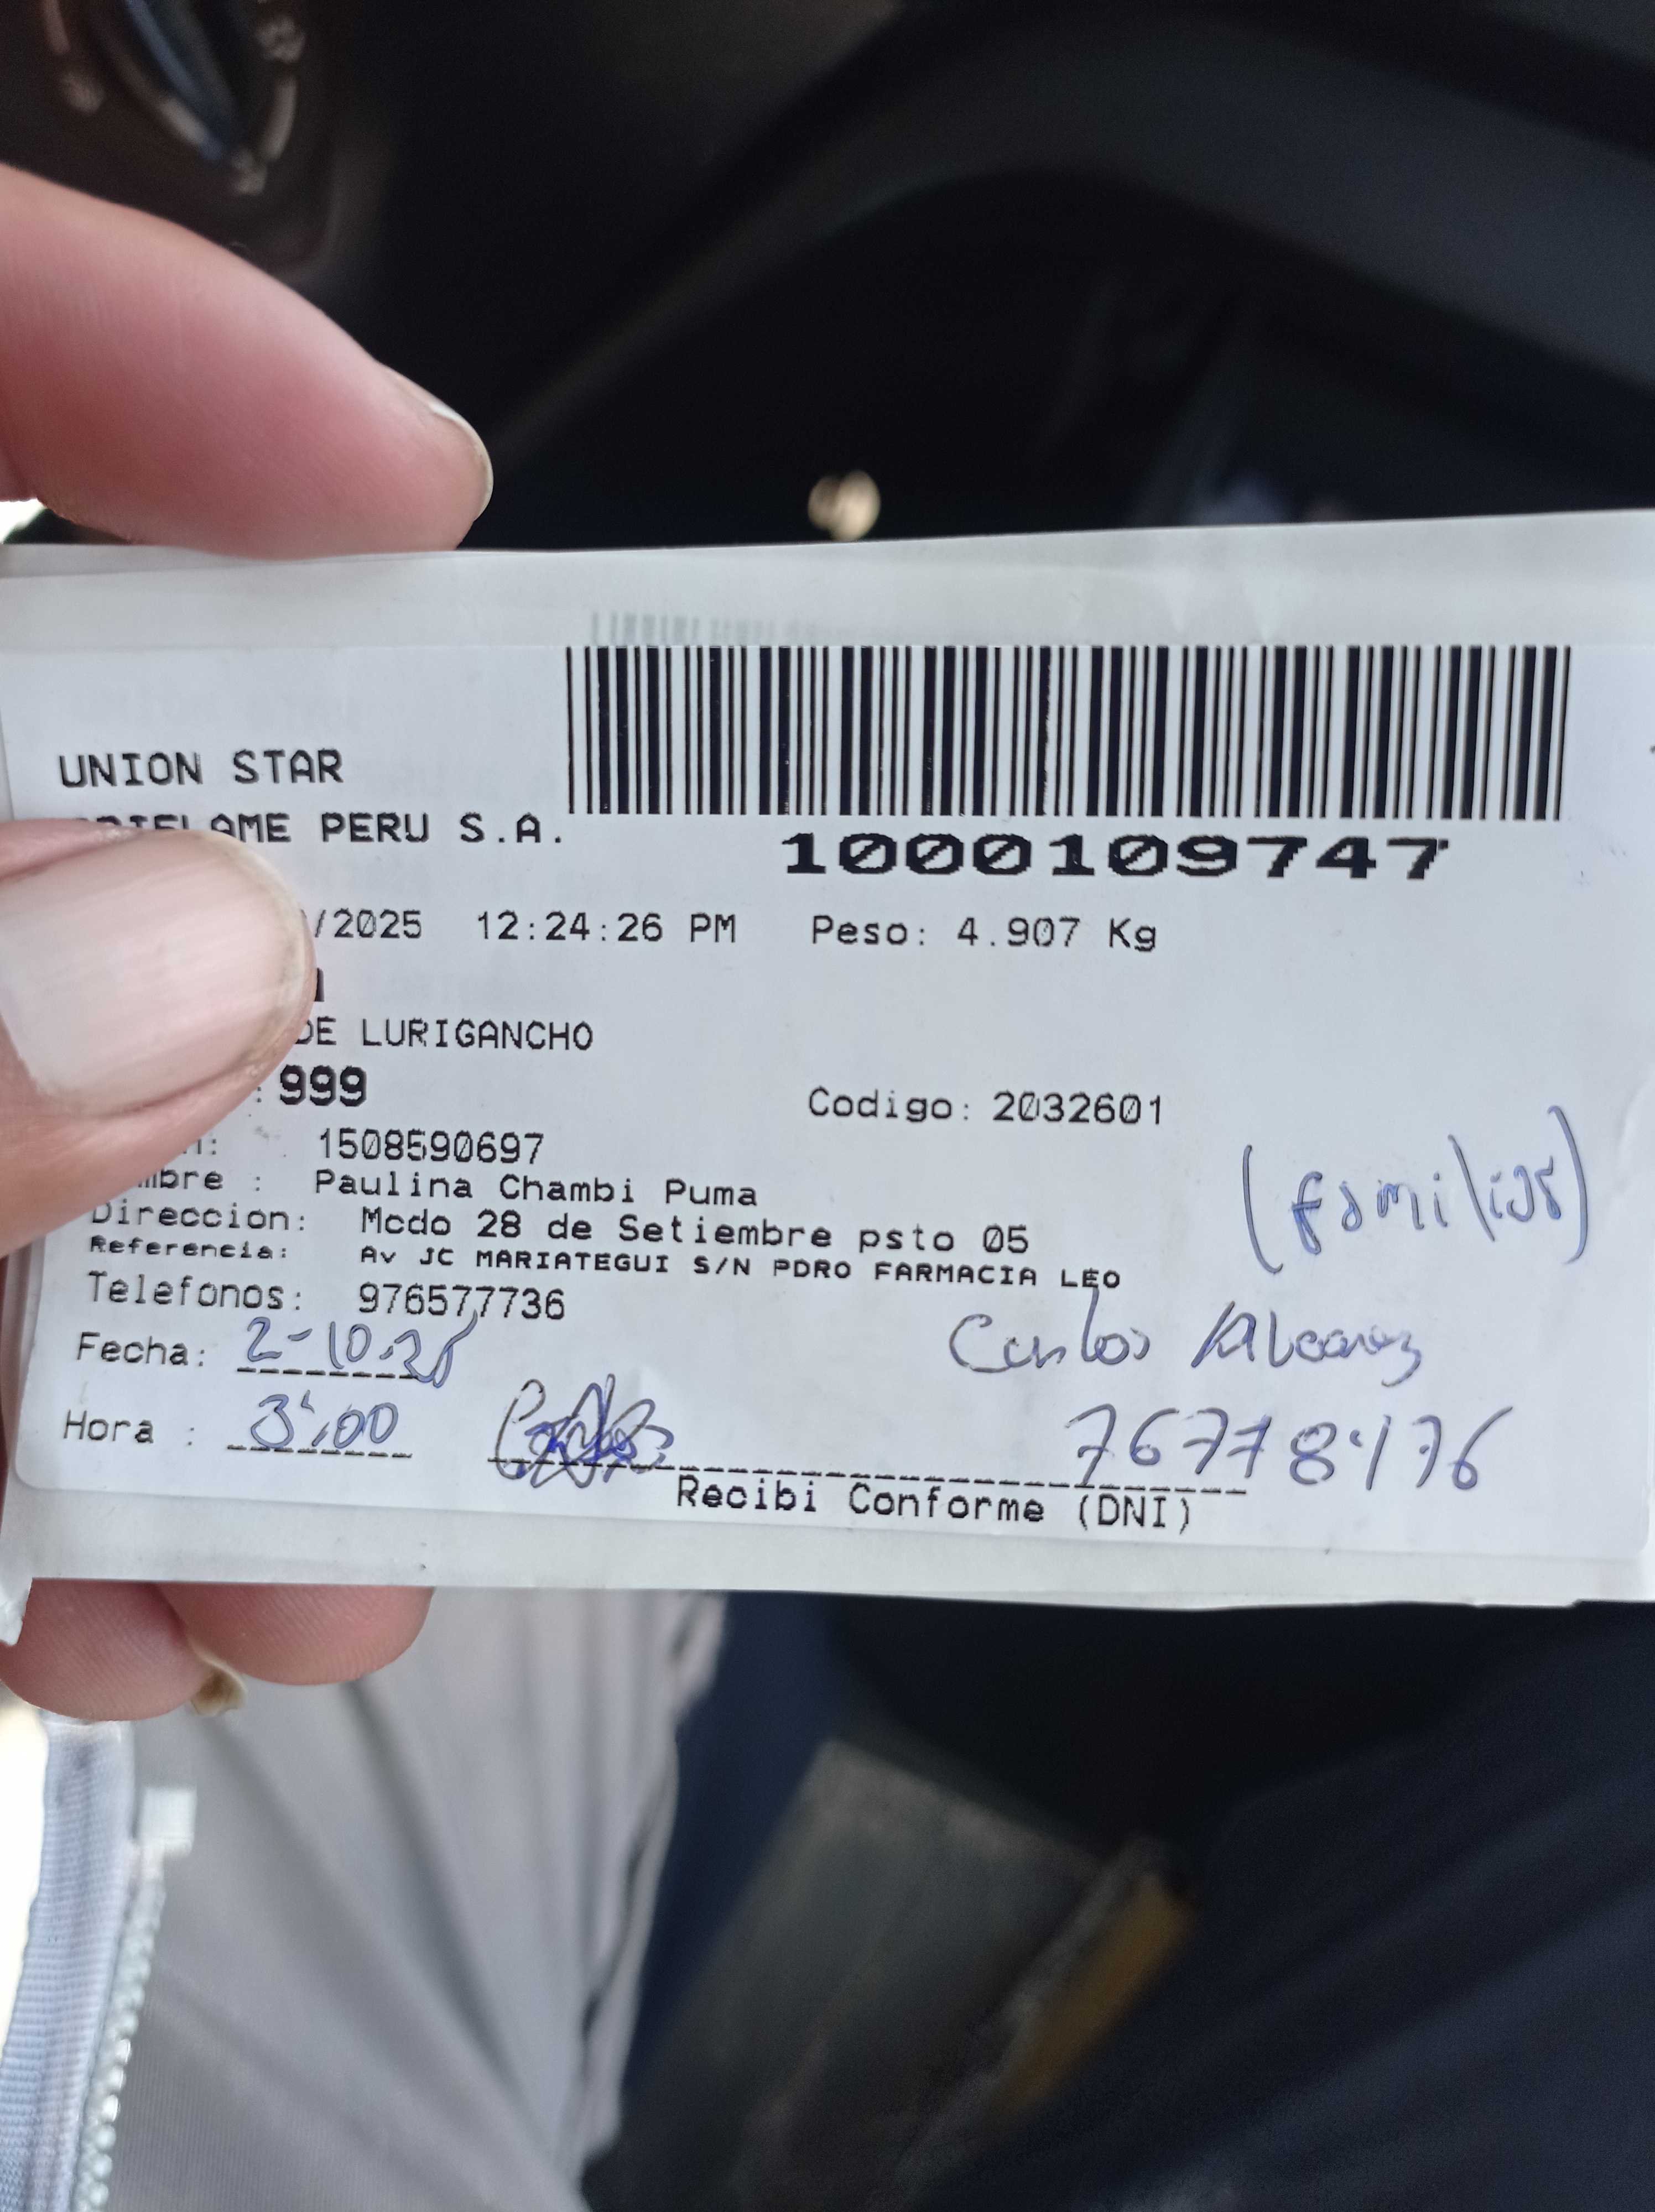 UNION STAR
ORIFLAME PERU S.A.
1000109747
/2025 12:24:26 PM Peso: 4.907 Kg
DE LURIGANCHO
: 999 Codigo: 2032601
1508590697
mbre : Paulina Chambi Puma
(familiar)
Direccion: Mcdo 28 de Setiembre psto 05
Referencia: Av JC MARIATEGUI S/N PDRO FARMACIA LEO
Telefonos: 976577736
Fecha: 2-10-25 Carlos Alvarez
Hora : 3:00 76778476
Recibi Conforme (DNI)